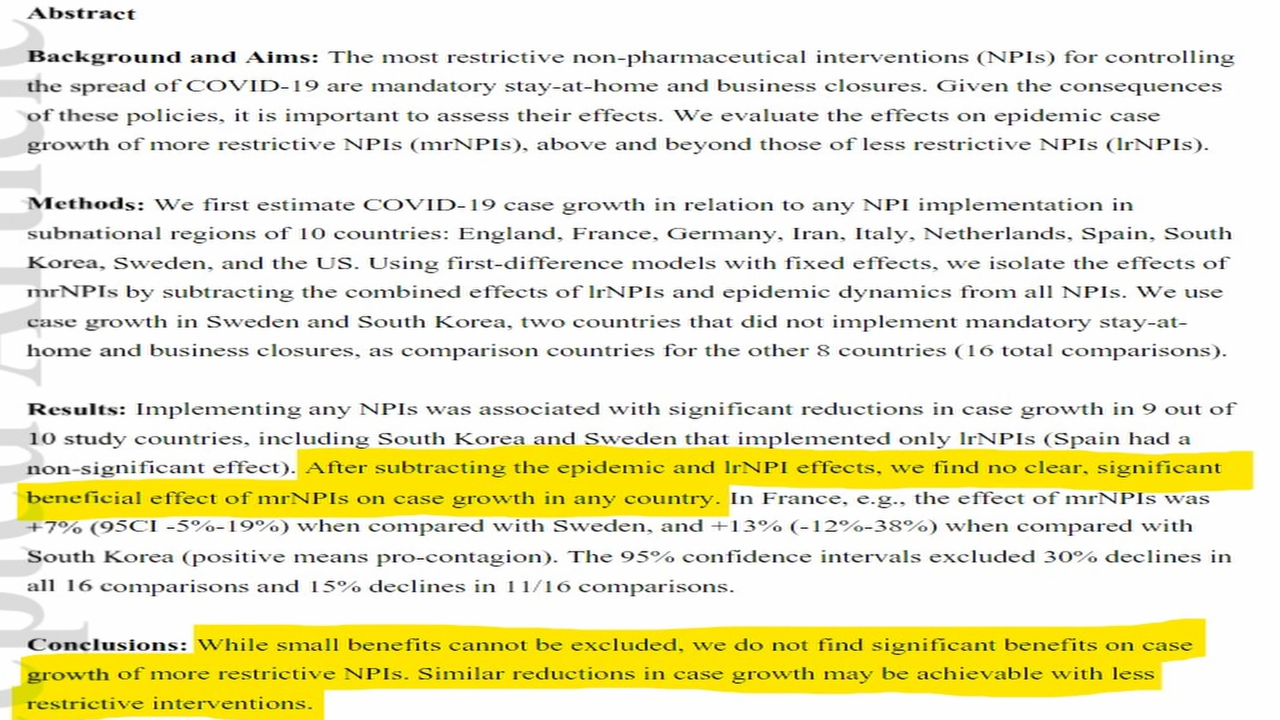 Abstract
Background and Aims: The most restrictive non-pharmaceutical interventions (NPIs) for controlling
the spread of COVID-19 are mandatory stay-at-home and business closures. Given the consequences
of these policies, it is important to assess their effects. We evaluate the effects on epidemic case
growth of more restrictive NPIs (mrNPIs), above and beyond those of less restrictive NPIs (lrNPIs).
Methods: We first estimate COVID-19 case growth in relation to any NPI implementation in
subnational regions of 10 countries: England, France, Germany, Iran, Italy, Netherlands, Spain, South
Korea, Sweden, and the US. Using first-difference models with fixed effects, we isolate the effects of
mrNPIs by subtracting the combined effects of lrNPIs and epidemic dynamics from all NPIs. We use
case growth in Sweden and South Korea, two countries that did not implement mandatory stay-at-
home and business closures, as comparison countries for the other 8 countries (16 total comparisons).
Results: Implementing any NPIs was associated with significant reductions in case growth in 9 out of
10 study countries, including South Korea and Sweden that implemented only lrNPIs (Spain had a
non-significant effect). After subtracting the epidemic and lrNPI effects, we find no clear, significant
beneficial effect of mrNPIs on case growth in any country. In France, e.g., the effect of mrNPIs was
+7% (95CI -5%-19%) when compared with Sweden, and +13% (-12%-38%) when compared with
South Korea (positive means pro-contagion). The 95% confidence intervals excluded 30% declines in
all 16 comparisons and 15% declines in 11/16 comparisons.
Conclusions: While small benefits cannot be excluded, we do not find significant benefits on case
growth of more restrictive NPIs. Similar reductions in case growth may be achievable with less
restrictive interventions.